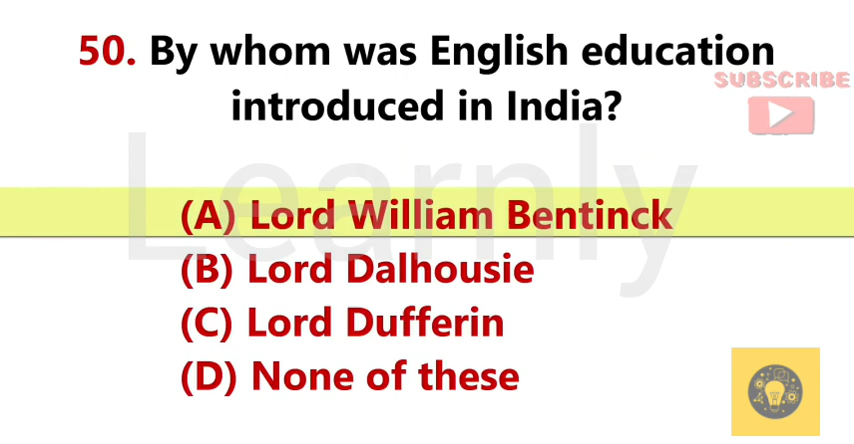 50. By whom was English education
SUBSCRIBE
introduced in India?
Learnly
(A) Lord William Bentinck
(B) Lord Dalhousie
(C) Lord Dufferin
(D) None of these